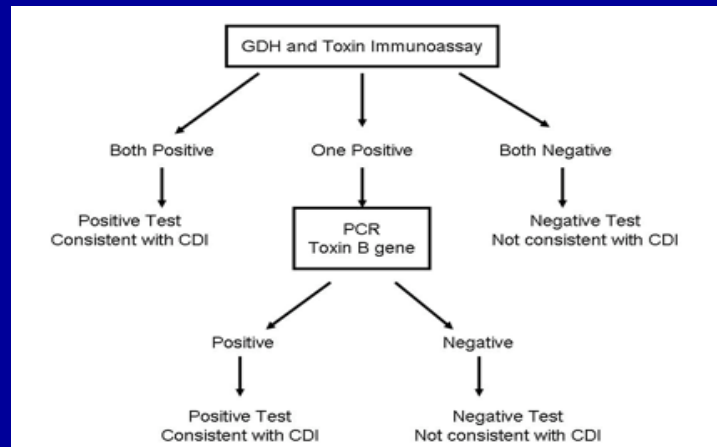 GDH and Toxin Immunoassay
Both Positive
One Positive
Both Negative
Positive Test
Consistent with CDI
PCR
Toxin B gene
Negative Test
Not consistent with CDI
Positive
Negative
Positive Test
Consistent with CDI
Negative Test
Not consistent with CDI